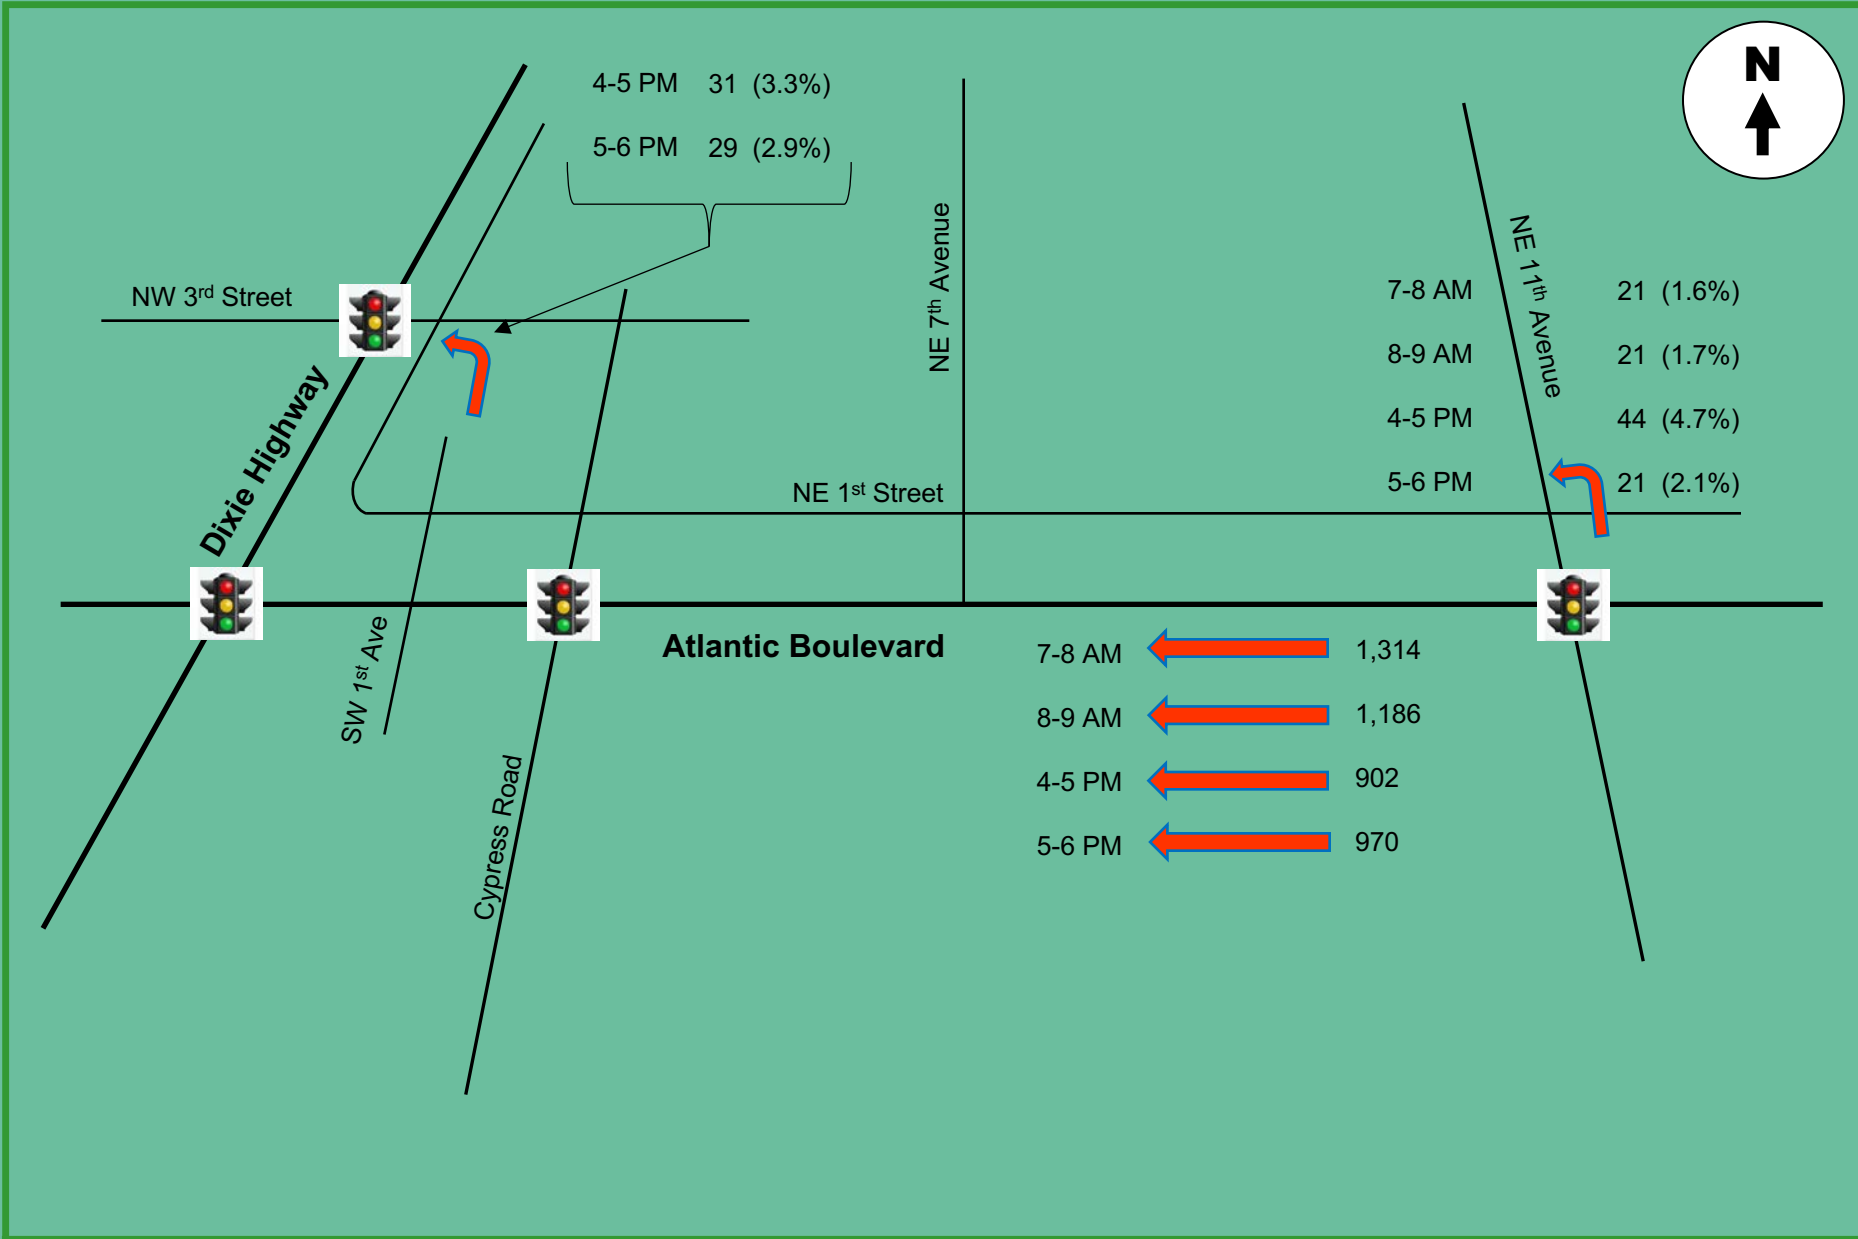 N
4-5 PM 31 (3.3%)
5-6 PM 29 (2.9%)
NW 3rd Street
NE 7th Avenue
NE 11th Avenue
7-8 AM 21 (1.6%)
8-9 AM 21 (1.7%)
4-5 PM 44 (4.7%)
5-6 PM 21 (2.1%)
Dixie Highway
NE 1st Street
SW 1st Ave
Atlantic Boulevard
Cypress Road
7-8 AM 1,314
8-9 AM 1,186
4-5 PM 902
5-6 PM 970